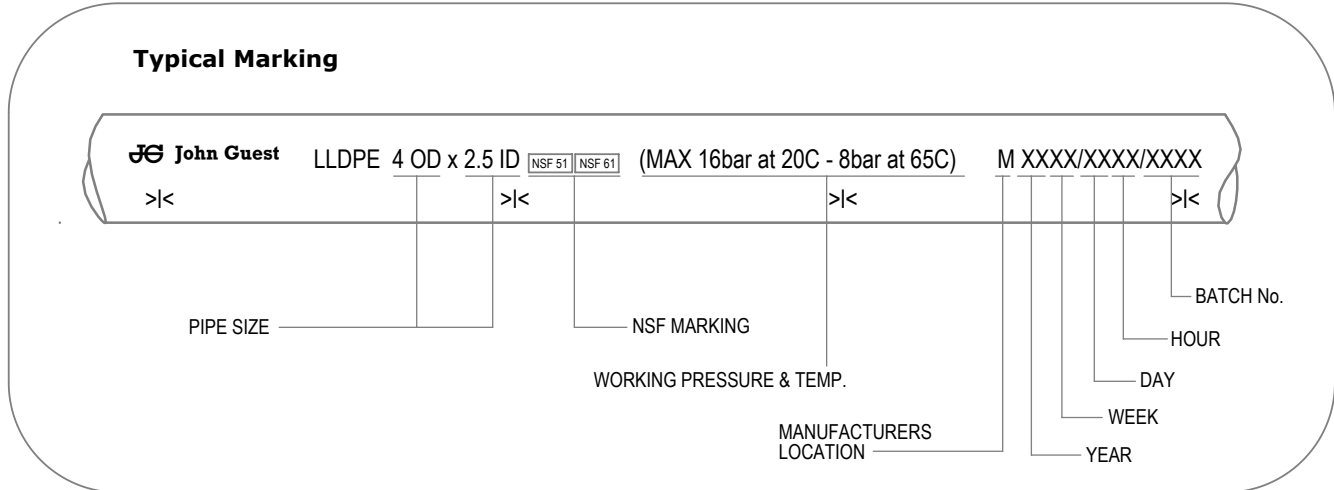 Typical Marking
JG John Guest LLDPE 4 OD x 2.5 ID NSF 51 NSF 61 (MAX 16bar at 20C - 8bar at 65C) M XXXX/XXXX/XXXX
>|< >|< >|< >|<
BATCH No.
PIPE SIZE NSF MARKING
HOUR
WORKING PRESSURE & TEMP. DAY
WEEK
MANUFACTURERS
LOCATION
YEAR